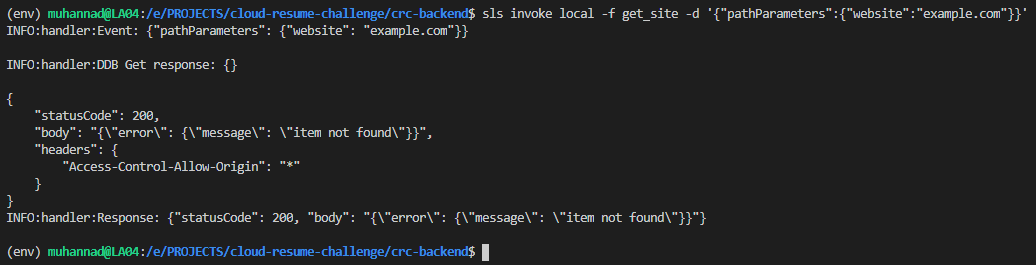 (env) muhannad@LA04:/e/PROJECTS/cloud-resume-challenge/crc-backend$ sls invoke local -f get_site -d '{"pathParameters":{"website":"example.com"}}'
INFO:handler:Event: {"pathParameters": {"website": "example.com"}}
INFO:handler:DDB Get response: {}
{
    "statusCode": 200,
    "body": "{\"error\": {\"message\": \"item not found\"}}",
    "headers": {
        "Access-Control-Allow-Origin": "*"
    }
}
INFO:handler:Response: {"statusCode": 200, "body": "{\"error\": {\"message\": \"item not found\"}}"}
(env) muhannad@LA04:/e/PROJECTS/cloud-resume-challenge/crc-backend$